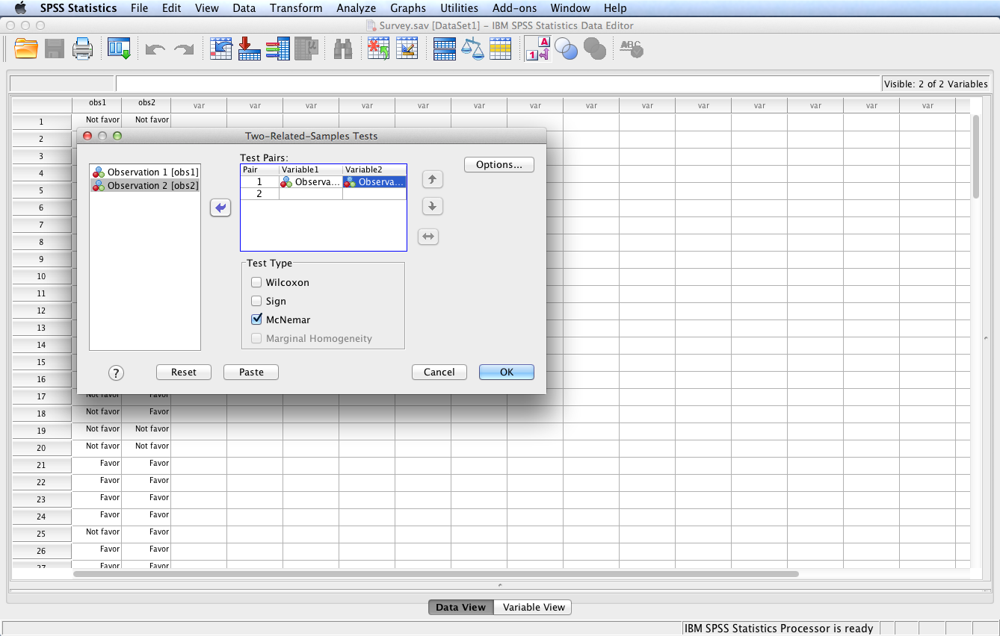 SPSS Statistics File Edit View Data Transform Analyze Graphs Utilities Add-ons Window Help
Survey.sav [DataSet1] – IBM SPSS Statistics Data Editor
Visible: 2 of 2 Variables
obs1 obs2 var var var var var var var var var var var var var var
1 Not favor Not favor
2
3
4
5
6
7
8
9
10
11
12
13
14
15
16
17 Not favor Favor
18 Not favor Favor
19 Not favor Not favor
20 Not favor Not favor
21 Favor Favor
22 Favor Favor
23 Favor Favor
24 Favor Favor
25 Not favor Favor
26 Favor Favor
27 Favor Favor
Two-Related-Samples Tests
Observation 1 [obs1]
Observation 2 [obs2]
Test Pairs:
Pair Variable1 Variable2
1 Observa... Observa...
2
Options...
Test Type
Wilcoxon
Sign
McNemar
Marginal Homogeneity
? Reset Paste Cancel OK
Data View Variable View
IBM SPSS Statistics Processor is ready